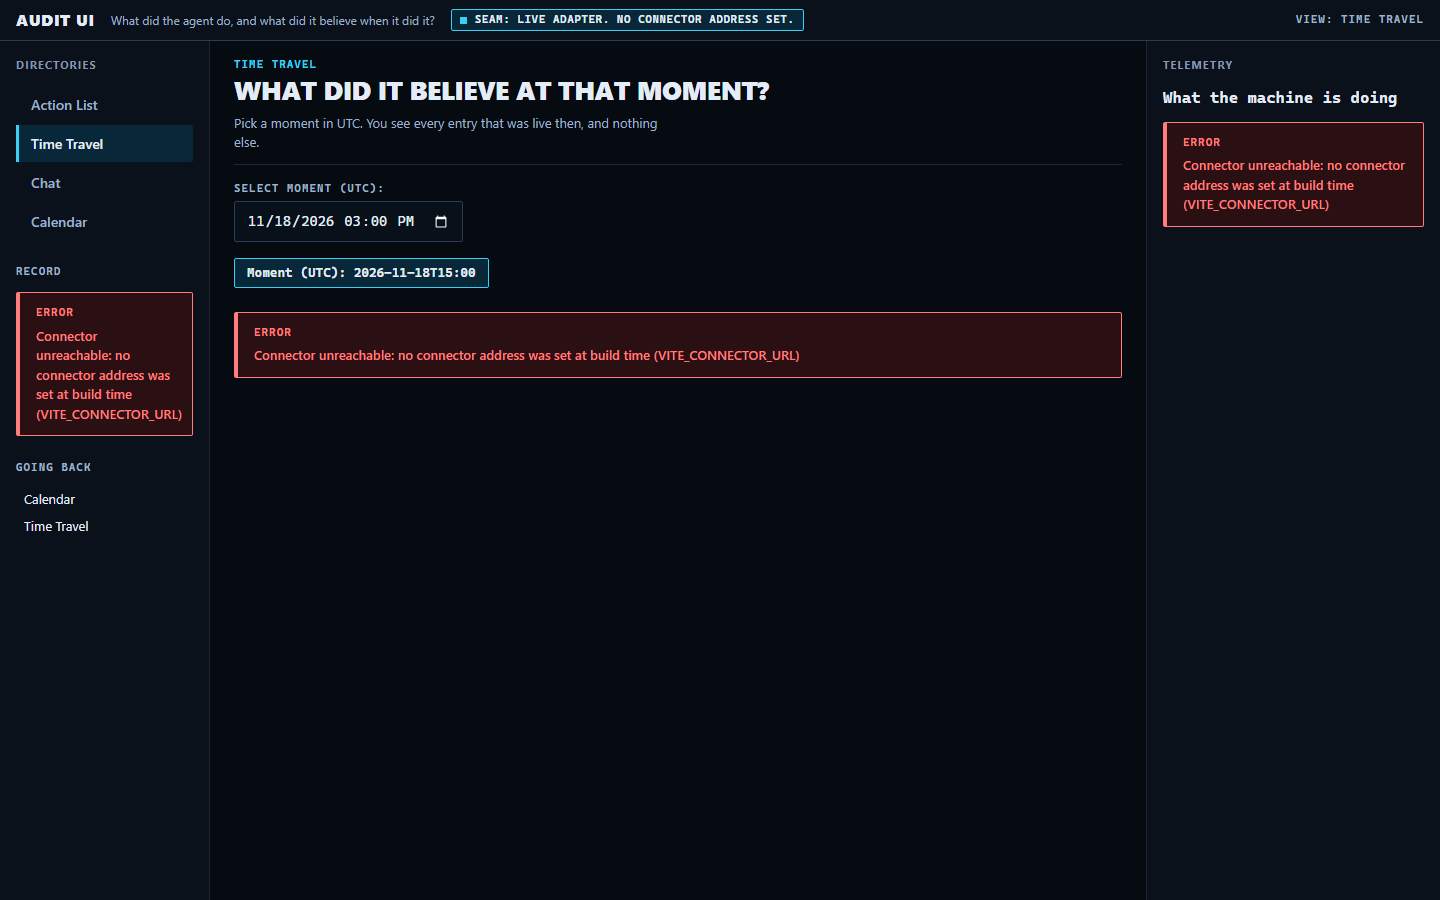 AUDIT UI
What did the agent do, and what did it believe when it did it?
SEAM: LIVE ADAPTER. NO CONNECTOR ADDRESS SET.
VIEW: TIME TRAVEL
DIRECTORIES
Action List
Time Travel
Chat
Calendar
RECORD
ERROR
Connector
unreachable: no
connector address was
set at build time
(VITE_CONNECTOR_URL)
GOING BACK
Calendar
Time Travel
TIME TRAVEL
WHAT DID IT BELIEVE AT THAT MOMENT?
Pick a moment in UTC. You see every entry that was live then, and nothing
else.
SELECT MOMENT (UTC):
11/18/2026 03:00 PM
Moment (UTC): 2026-11-18T15:00
ERROR
Connector unreachable: no connector address was set at build time (VITE_CONNECTOR_URL)
TELEMETRY
What the machine is doing
ERROR
Connector unreachable: no connector
address was set at build time
(VITE_CONNECTOR_URL)